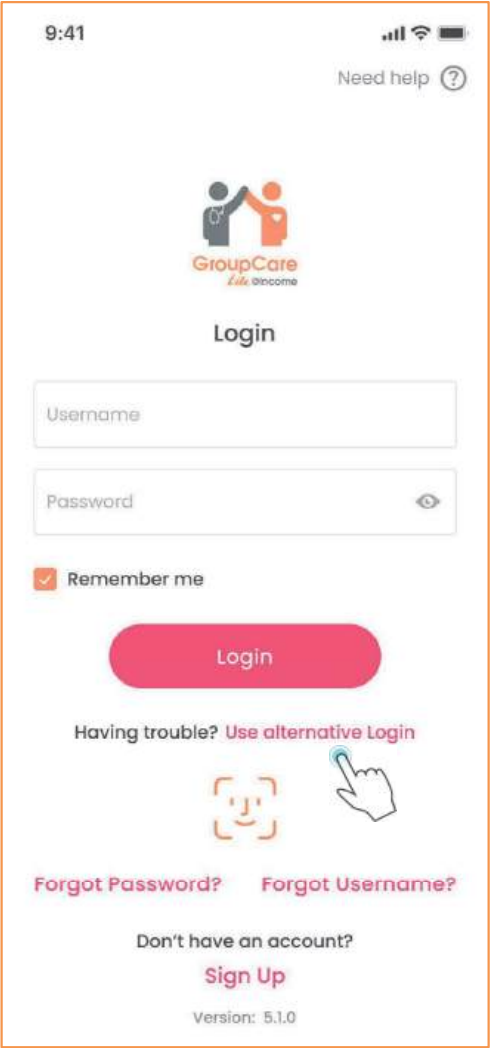 9:41
Need help ?
GroupCare
Lite @Income
Login
Username
Password
Remember me
Login
Having trouble? Use alternative Login
Forgot Password? Forgot Username?
Don't have an account?
Sign Up
Version: 5.1.0